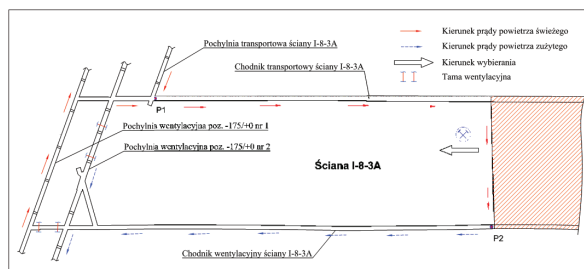 Kierunek prądy powietrza świeżego
Kierunek prądy powietrza zużytego
Kierunek wybierania
Tama wentylacyjna
Pochylnia transportowa ściany I-8-3A
Chodnik transportowy ściany I-8-3A
P1
Pochylnia wentylacyjna poz. -175/+0 nr 1
Pochylnia wentylacyjna poz. -175/+0 nr 2
Ściana I-8-3A
P2
Chodnik wentylacyjny ściany I-8-3A